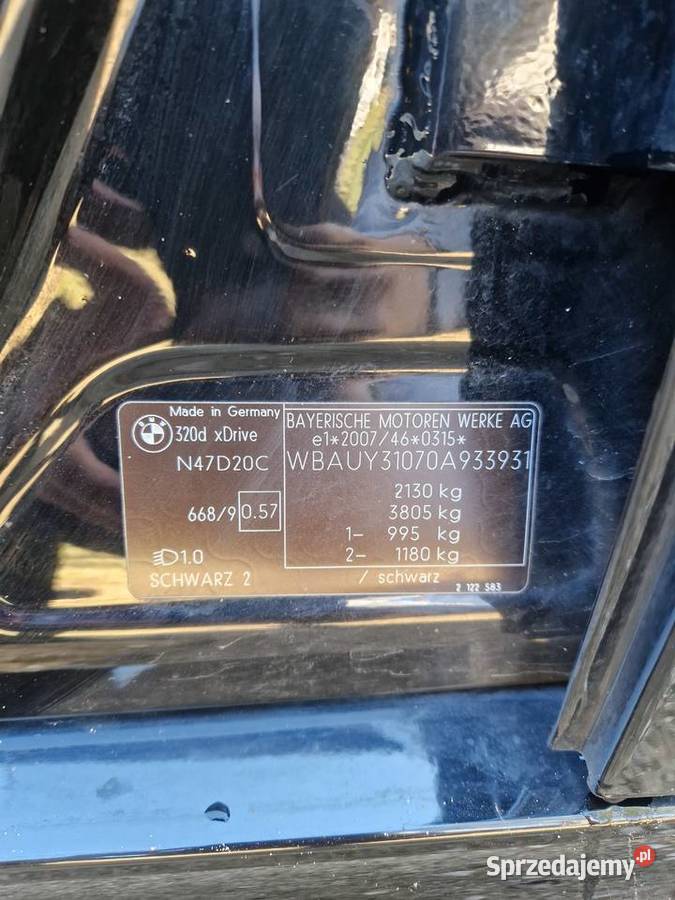 Made in Germany
320d xDrive
N47D20C
668/9 0.57
1.0
SCHWARZ 2
BAYERISCHE MOTOREN WERKE AG
e1*2007/46*0315*
WBAUY31070A933931
2130 kg
3805 kg
1- 995 kg
2- 1180 kg
/ schwarz
2 122 583
Sprzedajemy.pl